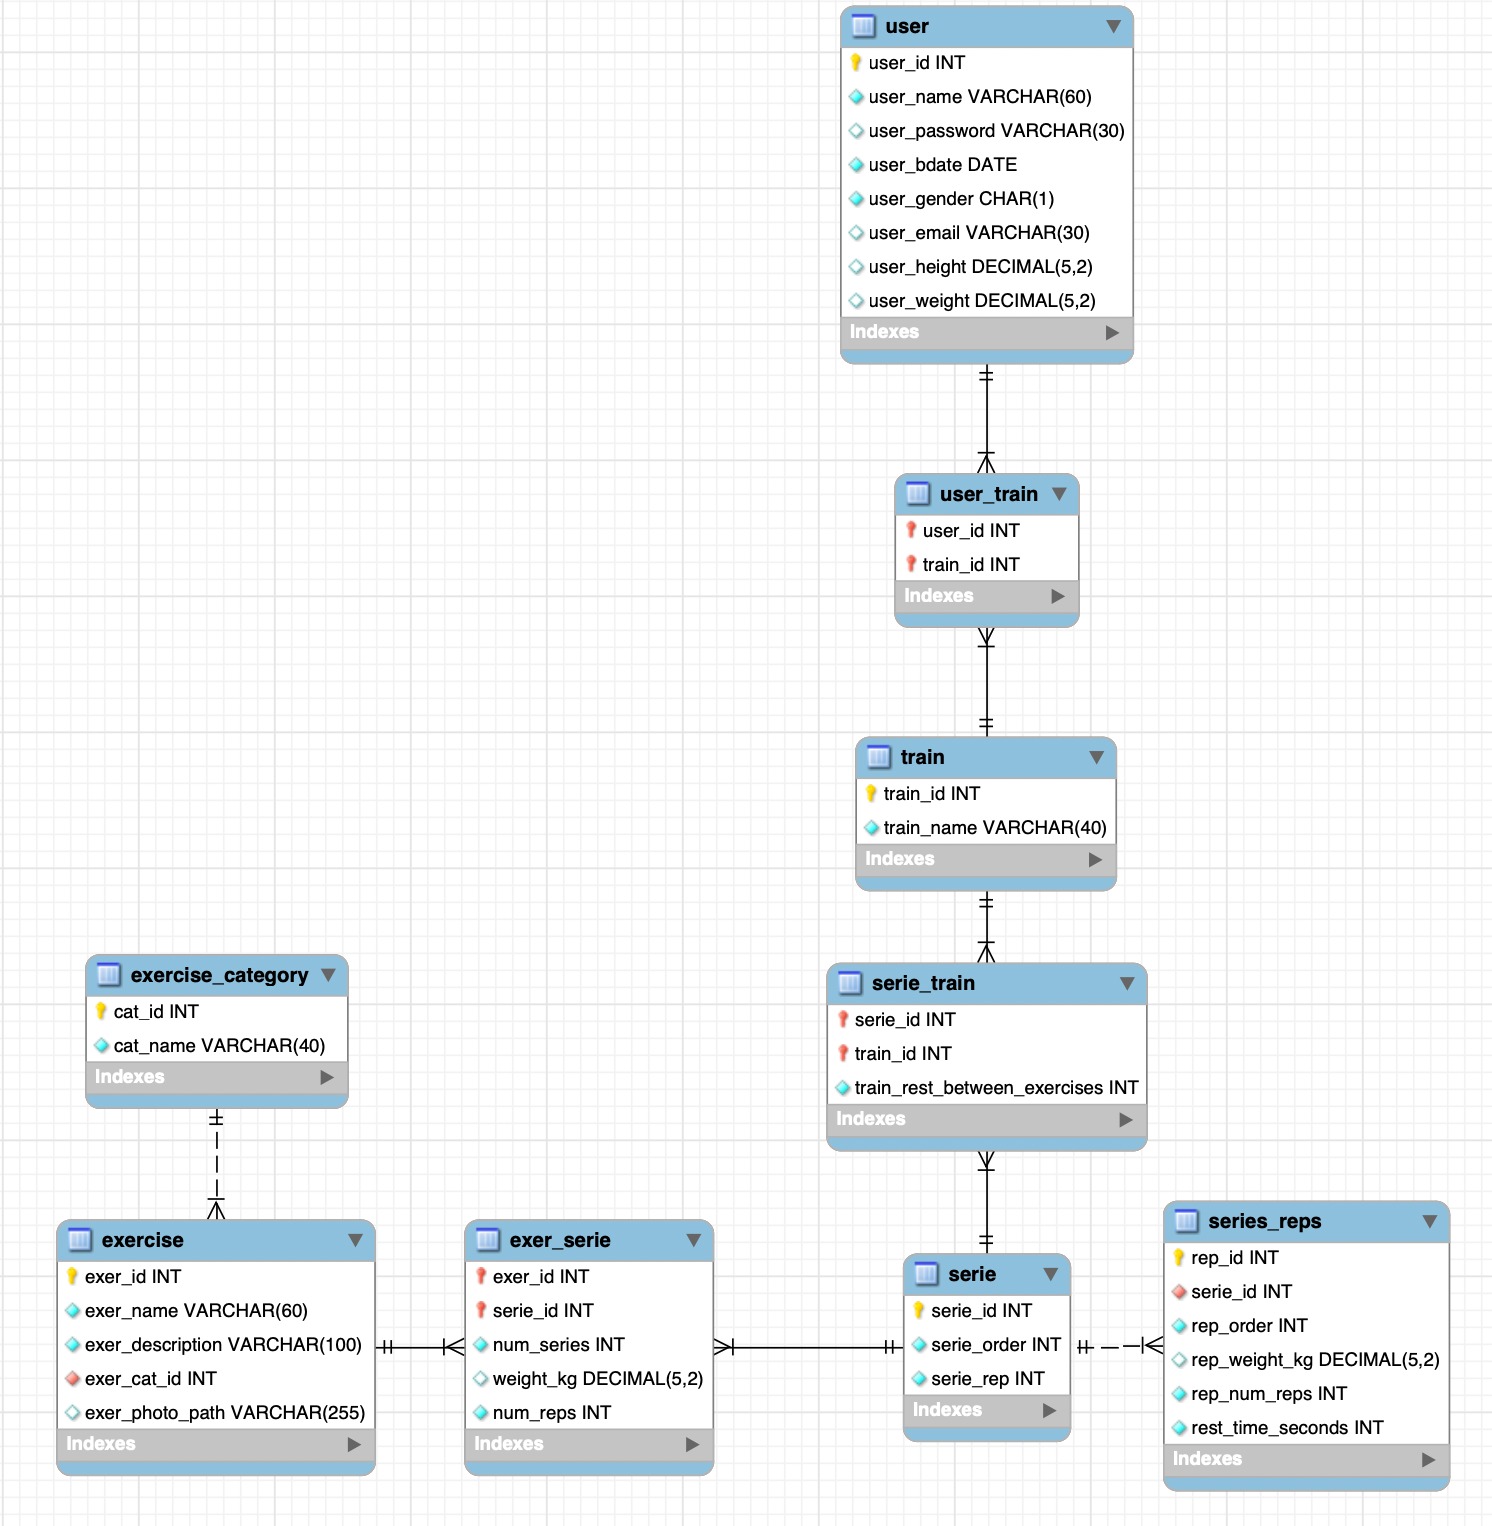 user
user_id INT
user_name VARCHAR(60)
user_password VARCHAR(30)
user_bdate DATE
user_gender CHAR(1)
user_email VARCHAR(30)
user_height DECIMAL(5,2)
user_weight DECIMAL(5,2)
Indexes
user_train
user_id INT
train_id INT
Indexes
train
train_id INT
train_name VARCHAR(40)
Indexes
exercise_category
cat_id INT
cat_name VARCHAR(40)
Indexes
serie_train
serie_id INT
train_id INT
train_rest_between_exercises INT
Indexes
exercise
exer_id INT
exer_name VARCHAR(60)
exer_description VARCHAR(100)
exer_cat_id INT
exer_photo_path VARCHAR(255)
Indexes
exer_serie
exer_id INT
serie_id INT
num_series INT
weight_kg DECIMAL(5,2)
num_reps INT
Indexes
serie
serie_id INT
serie_order INT
serie_rep INT
Indexes
series_reps
rep_id INT
serie_id INT
rep_order INT
rep_weight_kg DECIMAL(5,2)
rep_num_reps INT
rest_time_seconds INT
Indexes